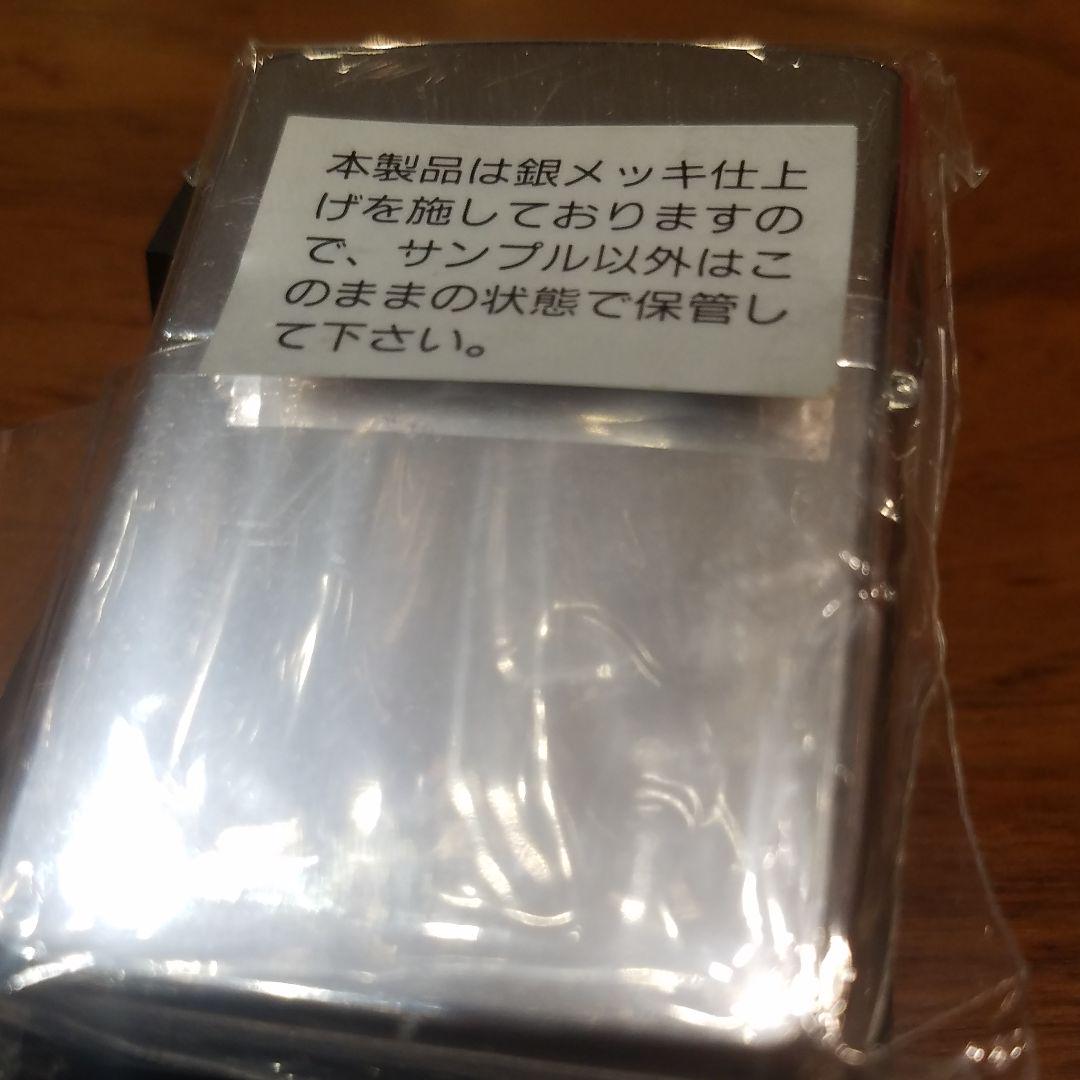 本製品は銀メッキ仕上
げを施しておりますの
で、サンプル以外はこ
のままの状態で保管し
て下さい。